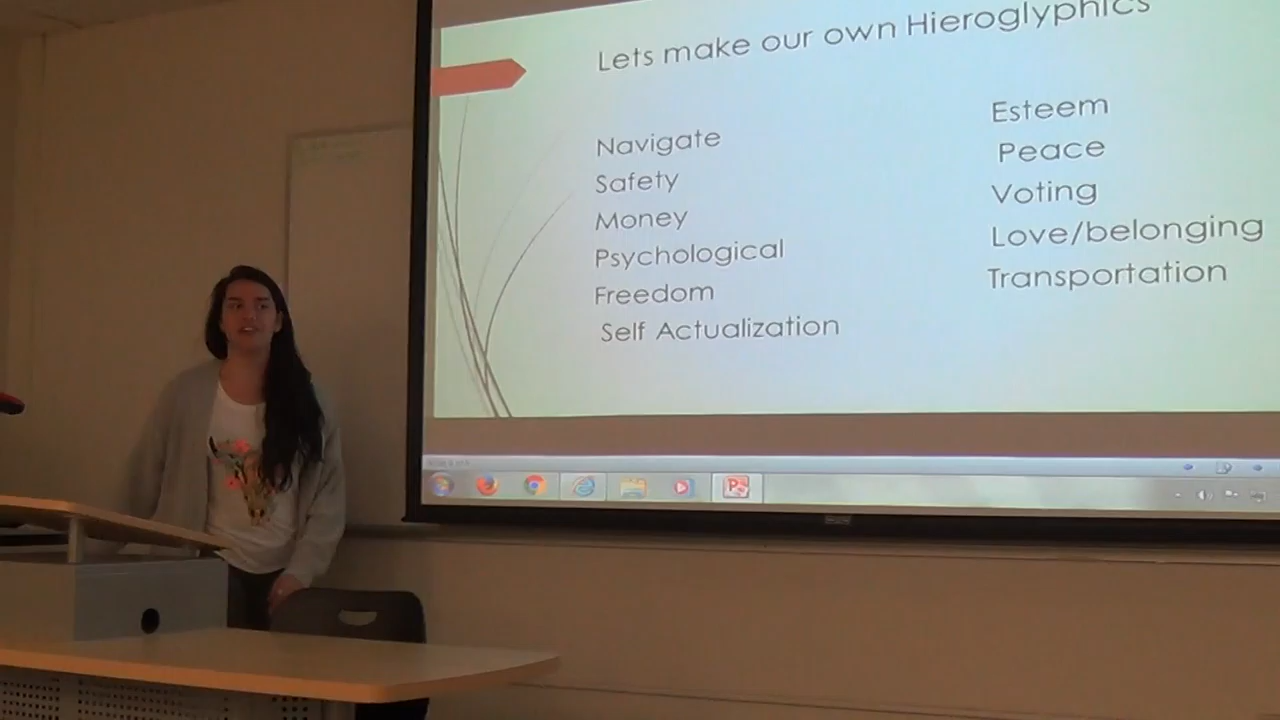 Lets make our own Hieroglyphics
Navigate
Safety
Money
Psychological
Freedom
Self Actualization
Esteem
Peace
Voting
Love/belonging
Transportation